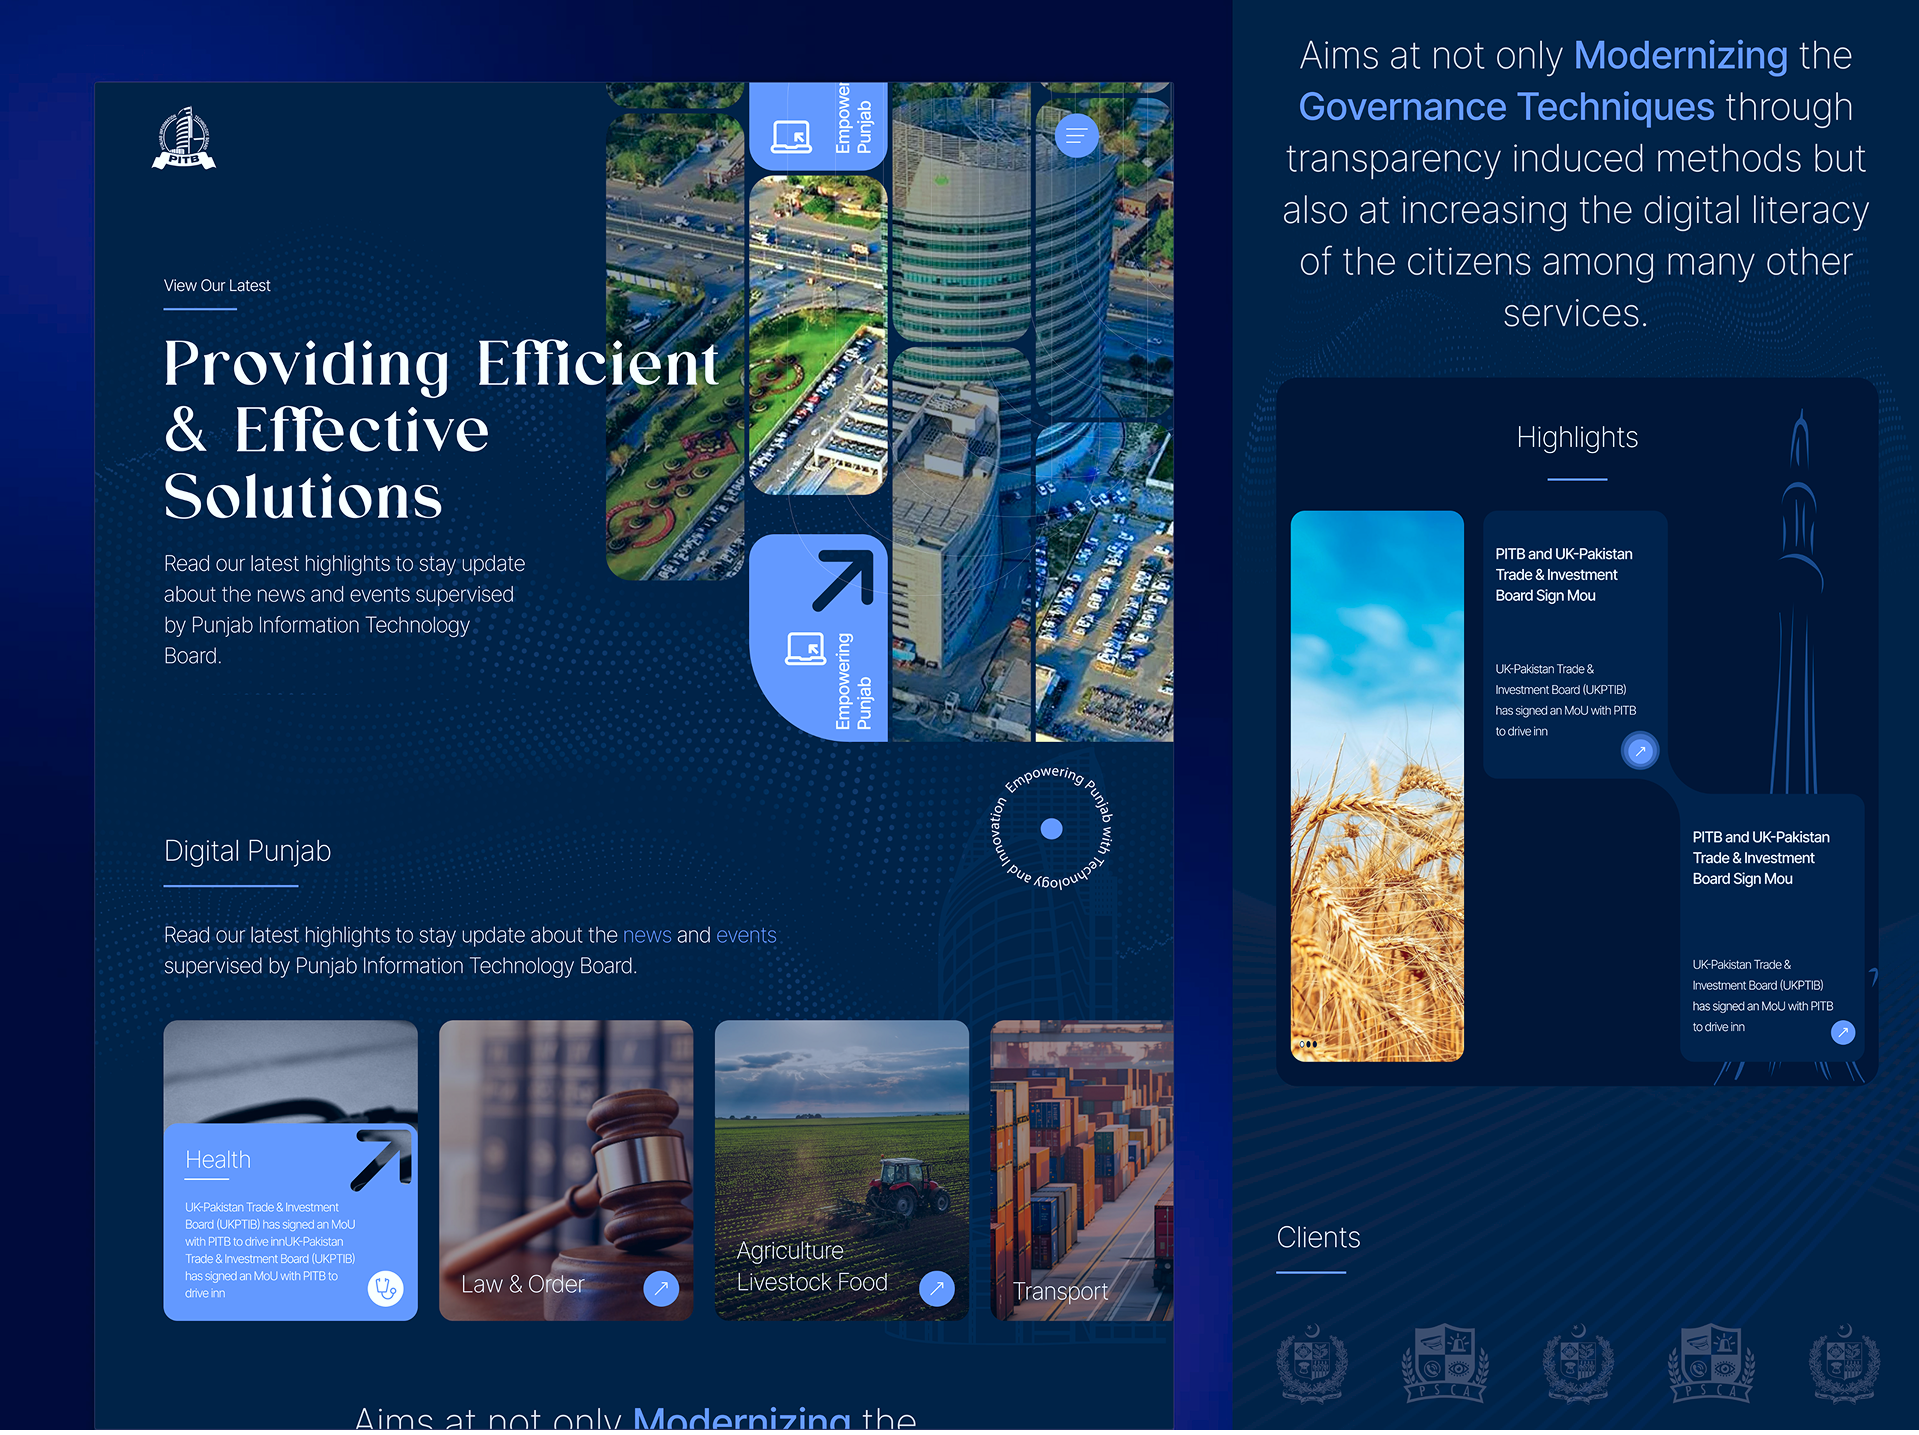 PITB
Empower
Punjab
View Our Latest
Providing Efficient
& Effective
Solutions
Read our latest highlights to stay update
about the news and events supervised
by Punjab Information Technology
Board.
Empowering
Punjab
Empowering Punjab with Technology and Innovation
Digital Punjab
Read our latest highlights to stay update about the news and events
supervised by Punjab Information Technology Board.
Health
UK-Pakistan Trade & Investment
Board (UKPTIB) has signed an MoU
with PITB to drive innUK-Pakistan
Trade & Investment Board (UKPTIB)
has signed an MoU with PITB to
drive inn
Law & Order
Agriculture
Livestock Food
Transport
Aims at not only Modernizing the
Aims at not only Modernizing the
Governance Techniques through
transparency induced methods but
also at increasing the digital literacy
of the citizens among many other
services.
Highlights
PITB and UK-Pakistan
Trade & Investment
Board Sign Mou
UK-Pakistan Trade &
Investment Board (UKPTIB)
has signed an MoU with PITB
to drive inn
PITB and UK-Pakistan
Trade & Investment
Board Sign Mou
UK-Pakistan Trade &
Investment Board (UKPTIB)
has signed an MoU with PITB
to drive inn
Clients
PSCA
PSCA